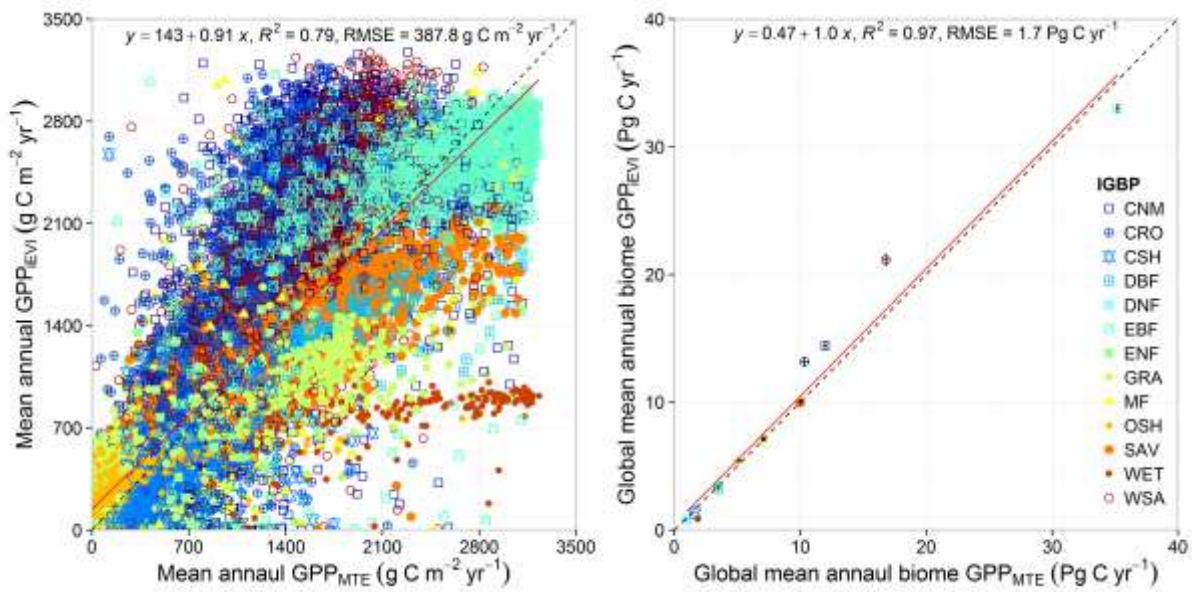 y = 143 + 0.91 x, R² = 0.79, RMSE = 387.8 g C m⁻² yr⁻¹
Mean annual GPP_iEVI (g C m⁻² yr⁻¹)
2800
2100
1400
700
0
0 700 1400 2100 2800 3500
Mean annaul GPP_MTE (g C m⁻² yr⁻¹)
y = 0.47 + 1.0 x, R² = 0.97, RMSE = 1.7 Pg C yr⁻¹
Global mean annual biome GPP_iEVI (Pg C yr⁻¹)
40
30
20
10
0
0 10 20 30 40
Global mean annaul biome GPP_MTE (Pg C yr⁻¹)
IGBP
CNM
CRO
CSH
DBF
DNF
EBF
ENF
GRA
MF
OSH
SAV
WET
WSA